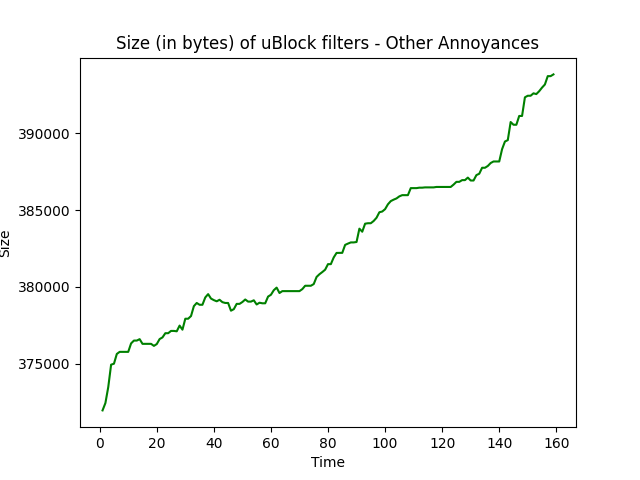 Size (in bytes) of uBlock filters - Other Annoyances
390000
385000
380000
375000
Size
0 20 40 60 80 100 120 140 160
Time